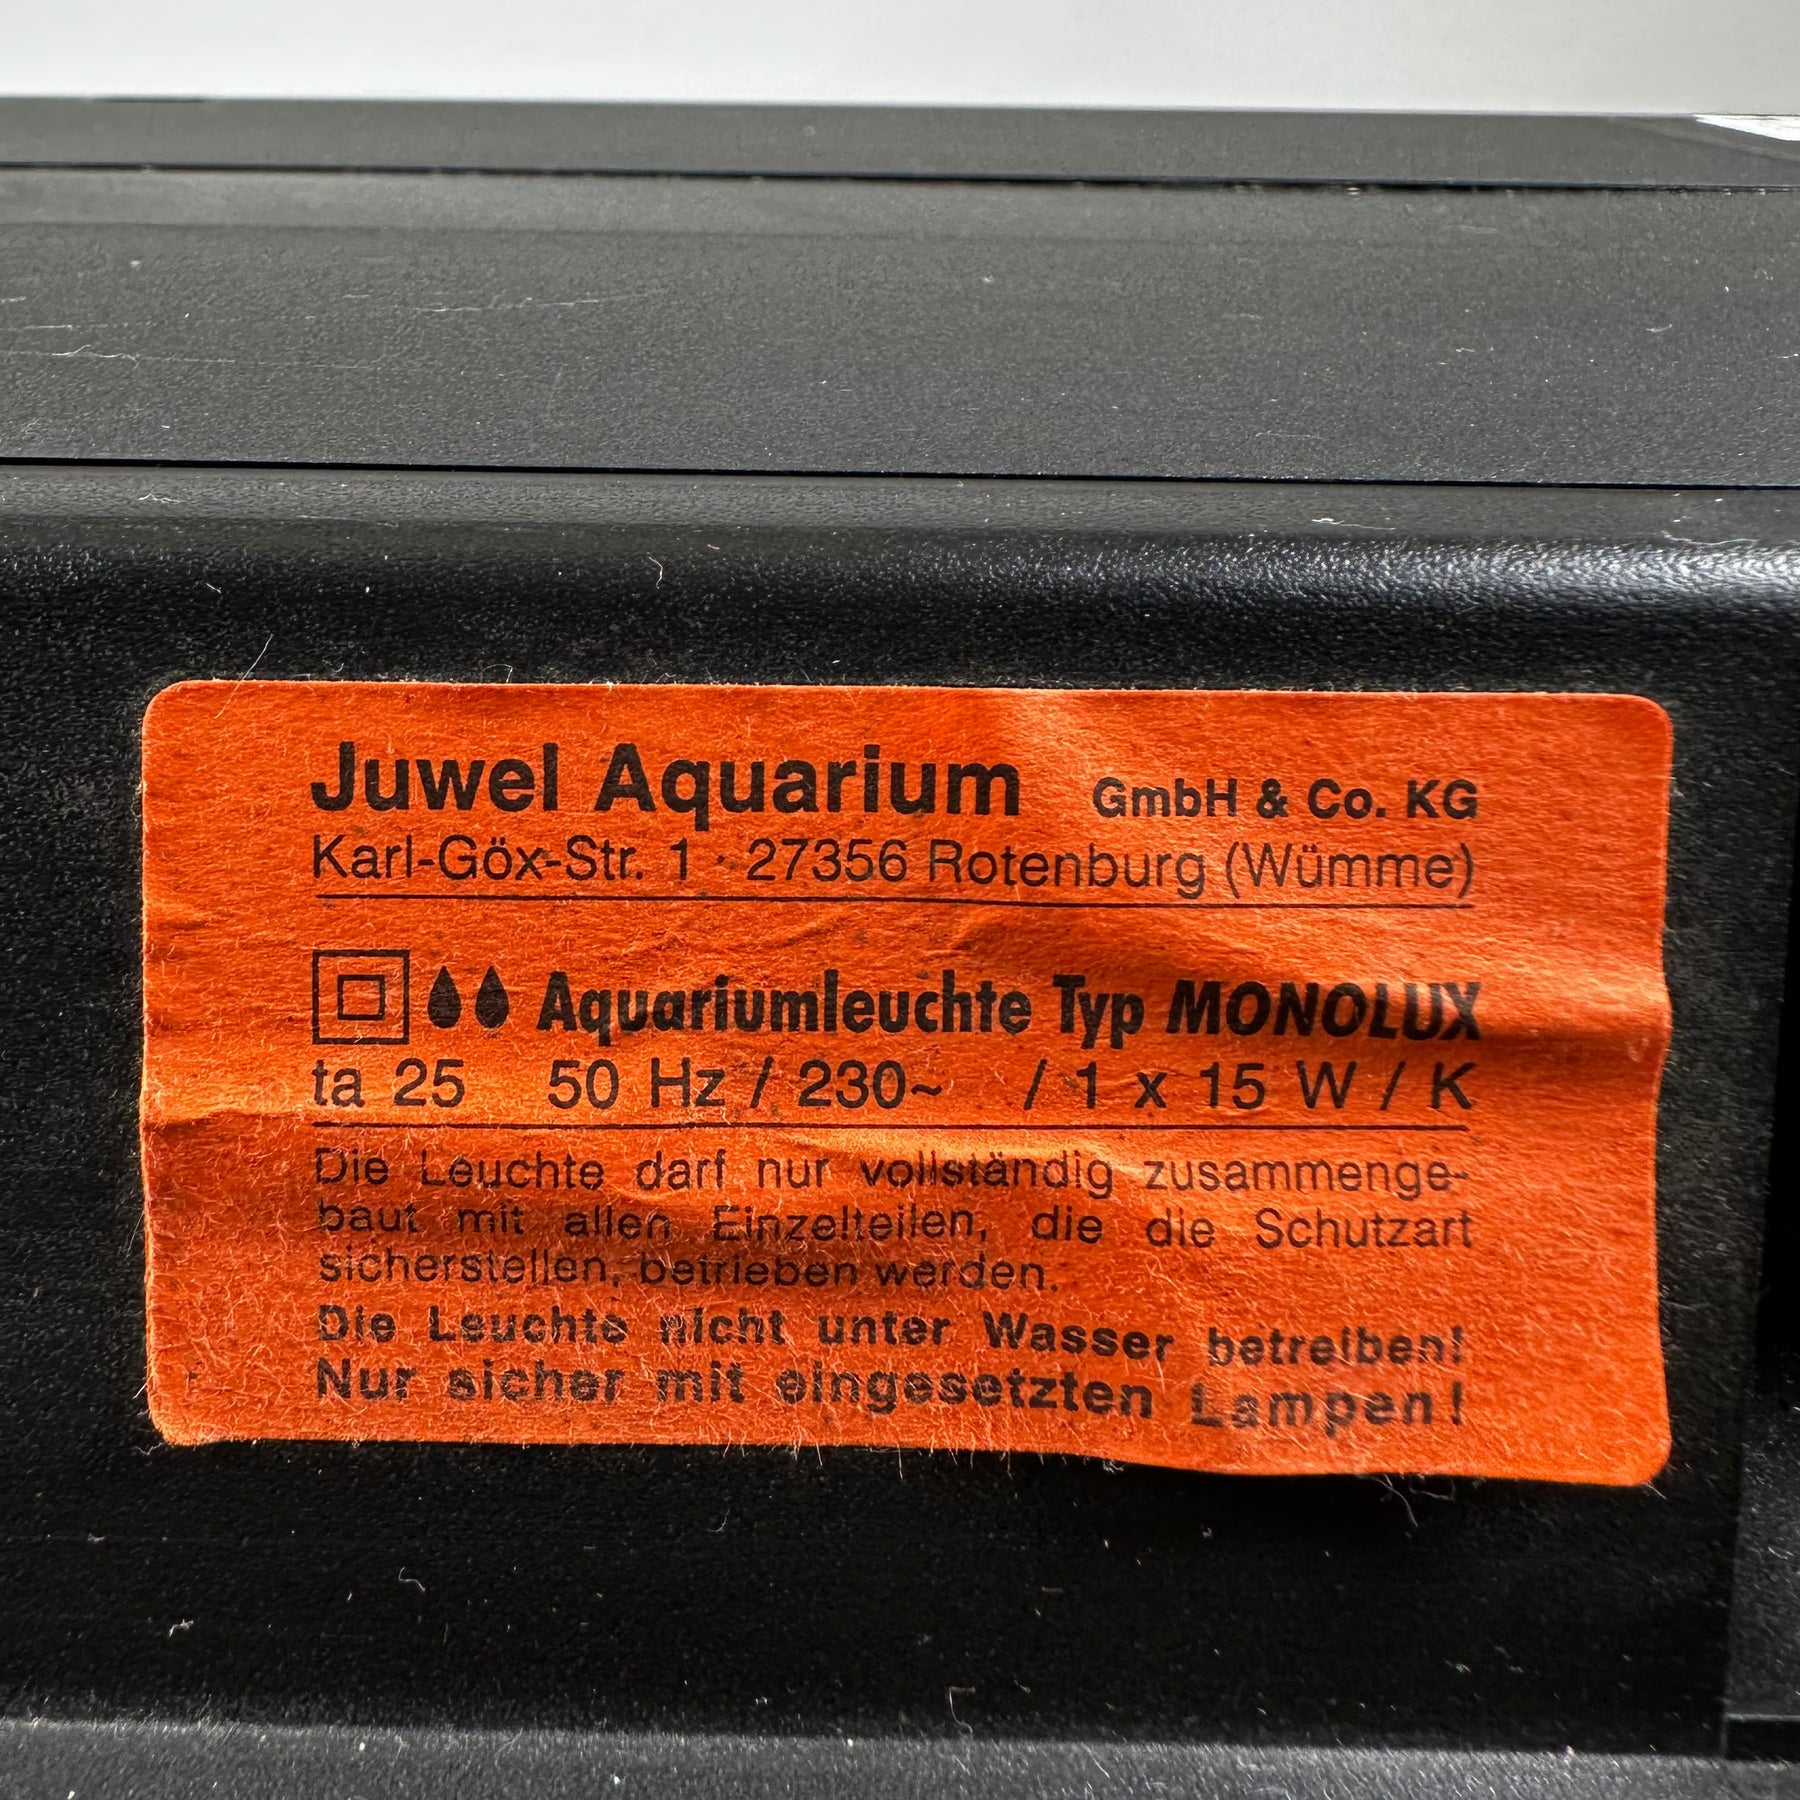 Juwel Aquarium GmbH & Co. KG
Karl-Göx-Str. 1 · 27356 Rotenburg (Wümme)
Aquariumleuchte Typ MONOLUX
ta 25 50 Hz / 230~ / 1 x 15 W / K
Die Leuchte darf nur vollständig zusammenge-
baut mit allen Einzelteilen, die die Schutzart
sicherstellen, betrieben werden.
Die Leuchte nicht unter Wasser betreiben!
Nur sicher mit eingesetzten Lampen!